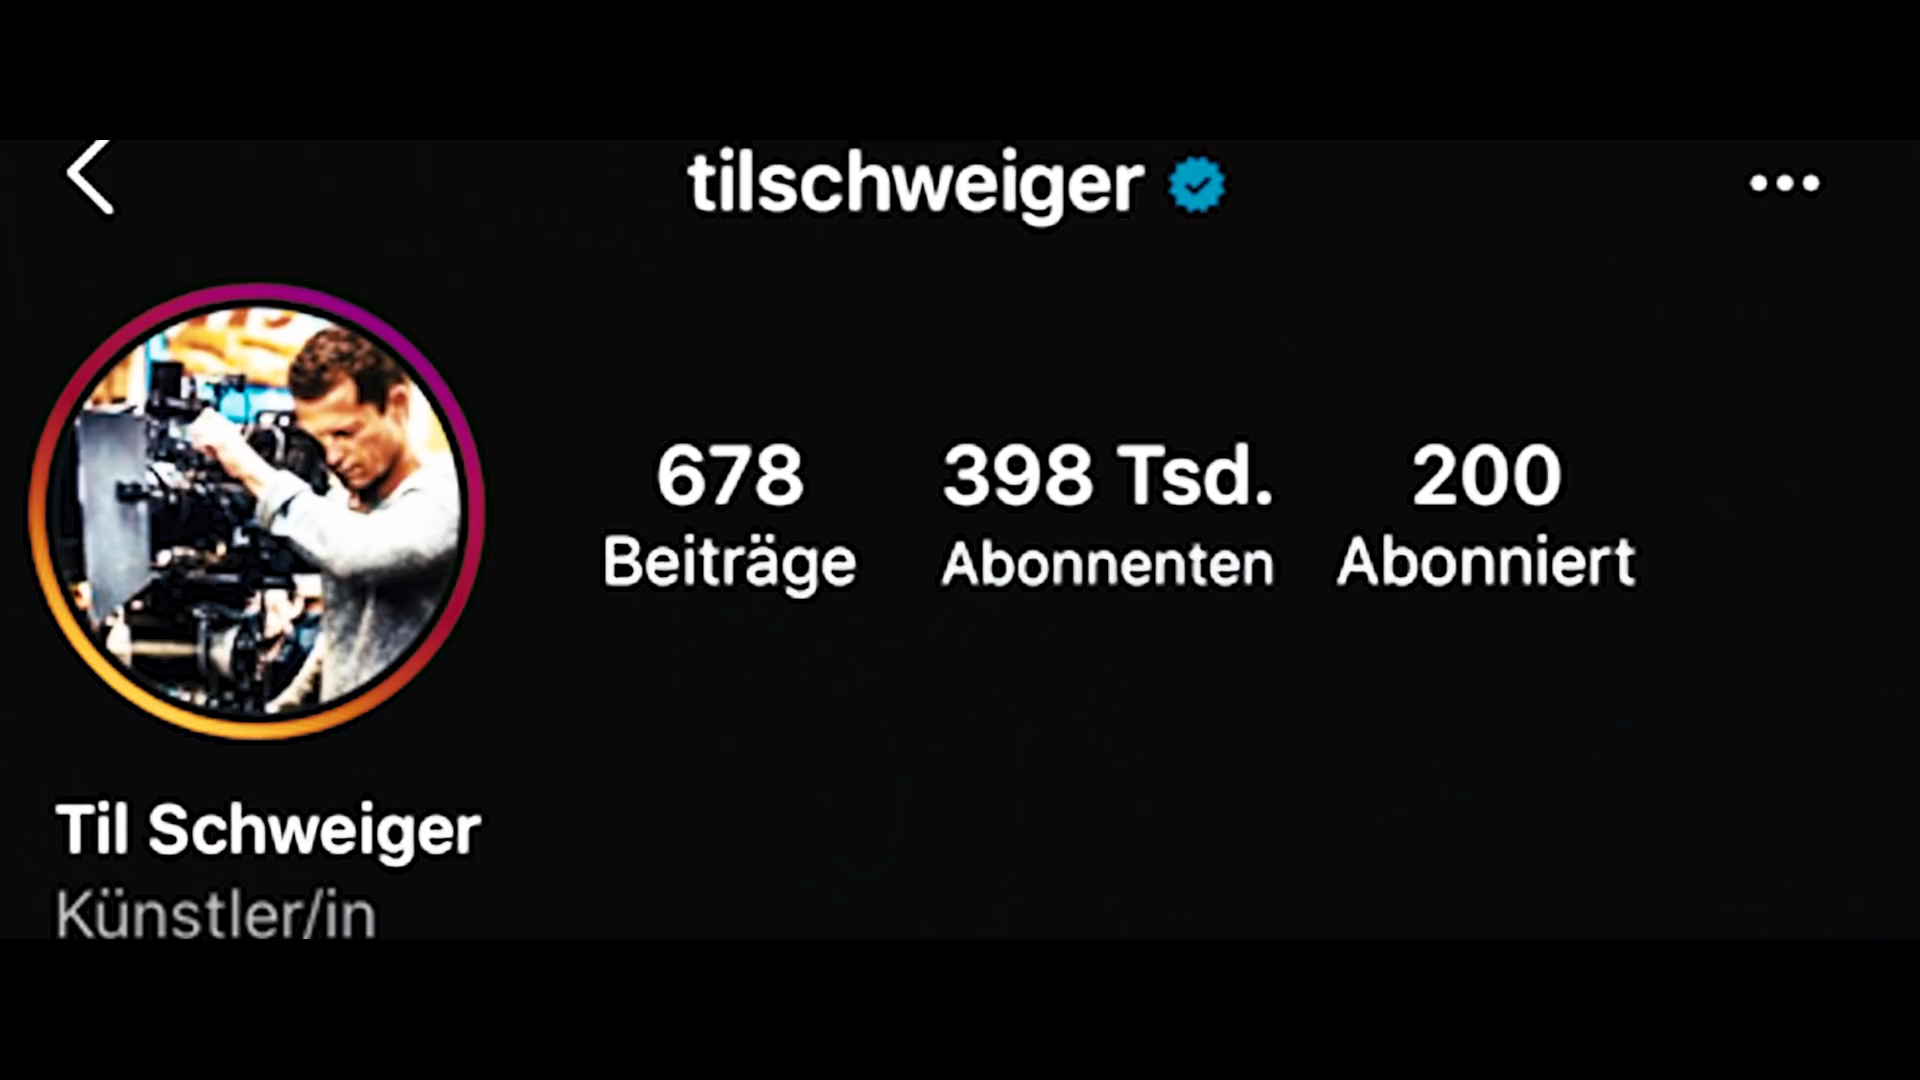 tilschweiger
678 398 Tsd. 200
Beiträge Abonnenten Abonniert
Til Schweiger
Künstler/in